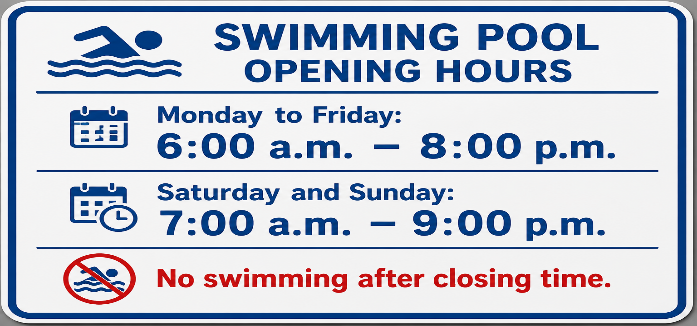 SWIMMING POOL
OPENING HOURS
Monday to Friday:
6:00 a.m. – 8:00 p.m.
Saturday and Sunday:
7:00 a.m. – 9:00 p.m.
No swimming after closing time.